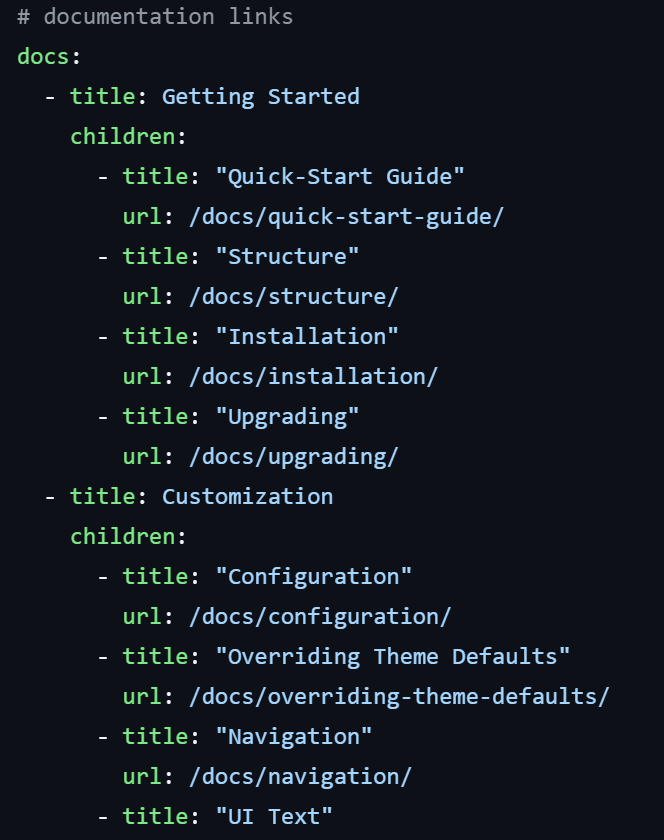 # documentation links
docs:
  - title: Getting Started
    children:
      - title: "Quick-Start Guide"
        url: /docs/quick-start-guide/
      - title: "Structure"
        url: /docs/structure/
      - title: "Installation"
        url: /docs/installation/
      - title: "Upgrading"
        url: /docs/upgrading/
  - title: Customization
    children:
      - title: "Configuration"
        url: /docs/configuration/
      - title: "Overriding Theme Defaults"
        url: /docs/overriding-theme-defaults/
      - title: "Navigation"
        url: /docs/navigation/
      - title: "UI Text"